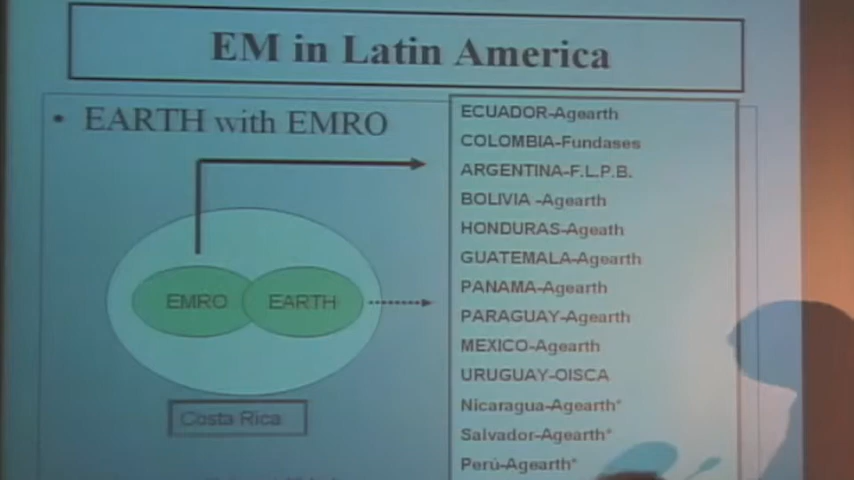 EM in Latin America
• EARTH with EMRO
EMRO
EARTH
Costa Rica
ECUADOR-Agearth
COLOMBIA-Fundases
ARGENTINA-F.L.P.B.
BOLIVIA -Agearth
HONDURAS-Ageath
GUATEMALA-Agearth
PANAMA-Agearth
PARAGUAY-Agearth
MEXICO-Agearth
URUGUAY-OISCA
Nicaragua-Agearth*
Salvador-Agearth*
Perú-Agearth*